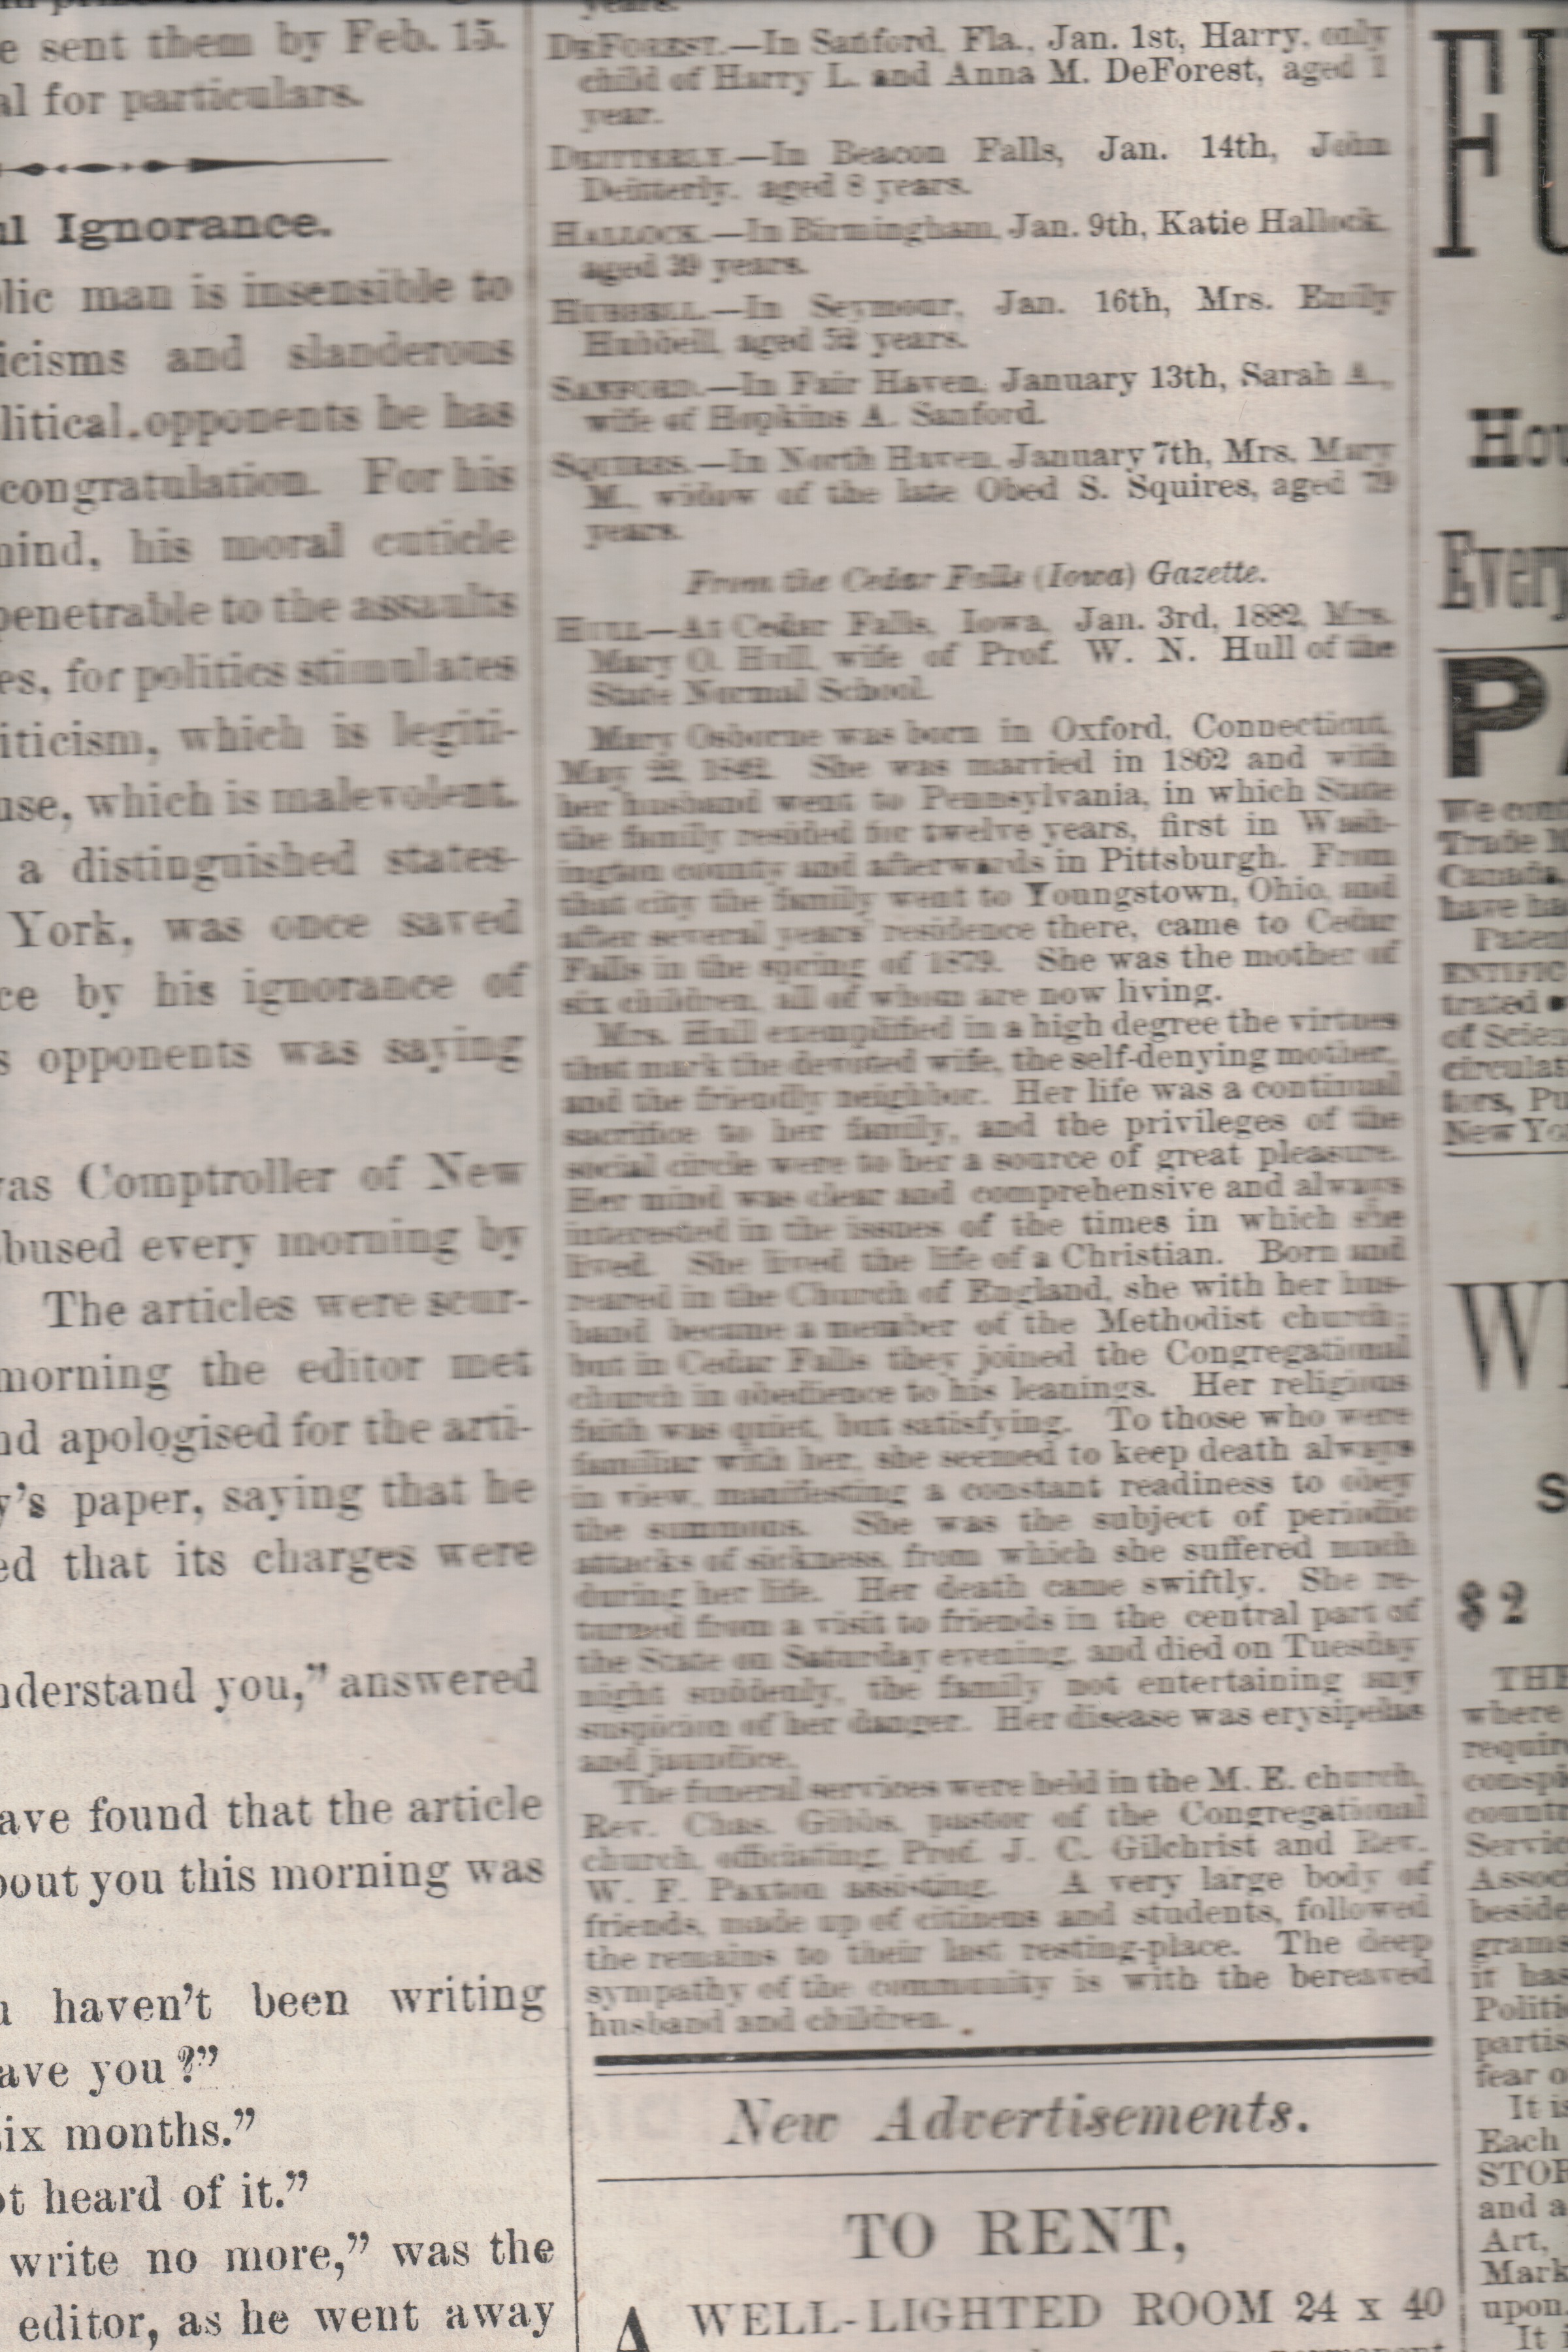 e sent them by Feb. 15.
al for particulars.
Ignorance.
olic man is insensible to
icisms and slanderous
litical opponents he has
congratulation. For his
mind, his moral cuticle
penetrable to the assaults
es, for politics stimulates
iticism, which is legiti-
use, which is malevolent.
a distinguished states-
York, was once saved
ce by his ignorance of
s opponents was saying
was Comptroller of New
bused every morning by
The articles were scur-
morning the editor met
nd apologised for the arti-
y's paper, saying that he
ed that its charges were
nderstand you," answered
ave found that the article
bout you this morning was
u haven't been writing
ave you?"
six months."
ot heard of it."
write no more," was the
editor, as he went away
years.
DEFOREST.—In Sanford, Fla., Jan. 1st, Harry, only
child of Harry L. and Anna M. DeForest, aged 1
year.
DEITTERLY.—In Beacon Falls, Jan. 14th, John
Deitterly, aged 8 years.
HALLOCK.—In Birmingham, Jan. 9th, Katie Hallock,
aged 39 years.
HUBBELL.—In Seymour, Jan. 16th, Mrs. Emily
Hubbell, aged 52 years.
SANFORD.—In Fair Haven, January 13th, Sarah A.,
wife of Hopkins A. Sanford.
SQUIRES.—In North Haven, January 7th, Mrs. Mary
M., widow of the late Obed S. Squires, aged 79
years.
From the Cedar Falls (Iowa) Gazette.
HULL—At Cedar Falls, Iowa, Jan. 3rd, 1882, Mrs.
Mary O. Hull, wife of Prof. W. N. Hull of the
State Normal School.
Mary Osborne was born in Oxford, Connecticut,
May 22, 1842. She was married in 1862 and with
her husband went to Pennsylvania, in which State
the family resided for twelve years, first in Wash-
ington county and afterwards in Pittsburgh. From
that city the family went to Youngstown, Ohio, and
after several years' residence there, came to Cedar
Falls in the spring of 1879. She was the mother of
six children, all of whom are now living.
Mrs. Hull exemplified in a high degree the virtues
that mark the devoted wife, the self-denying mother,
and the friendly neighbor. Her life was a continual
sacrifice to her family, and the privileges of the
social circle were to her a source of great pleasure.
Her mind was clear and comprehensive and always
interested in the issues of the times in which she
lived. She lived the life of a Christian. Born and
reared in the Church of England, she with her hus-
band became a member of the Methodist church;
but in Cedar Falls they joined the Congregational
church in obedience to his leanings. Her religious
faith was quiet, but satisfying. To those who were
familiar with her, she seemed to keep death always
in view, manifesting a constant readiness to obey
the summons. She was the subject of periodic
attacks of sickness, from which she suffered much
during her life. Her death came swiftly. She re-
turned from a visit to friends in the central part of
the State on Saturday evening, and died on Tuesday
night suddenly, the family not entertaining any
suspicion of her danger. Her disease was erysipelas
and jaundice.
The funeral services were held in the M. E. church,
Rev. Chas. Gibbs, pastor of the Congregational
church, officiating, Prof. J. C. Gilchrist and Rev.
W. F. Paxton assisting. A very large body of
friends, made up of citizens and students, followed
the remains to their last resting-place. The deep
sympathy of the community is with the bereaved
husband and children.
New Advertisements.
TO RENT,
A WELL-LIGHTED ROOM 24 x 40
FU
Hou
Every
PA
We con
Trade M
Canada,
have ha
Paten
ENTIFIC
trated
of Scien
circular
tors, Pu
New Yo
W
S
$2
THE
where
requir
consp
countr
Servic
Assoc
beside
grams
it has
Politi
partis
fear o
It is
Each
STOR
and a
Art,
Mark
upon.
It i